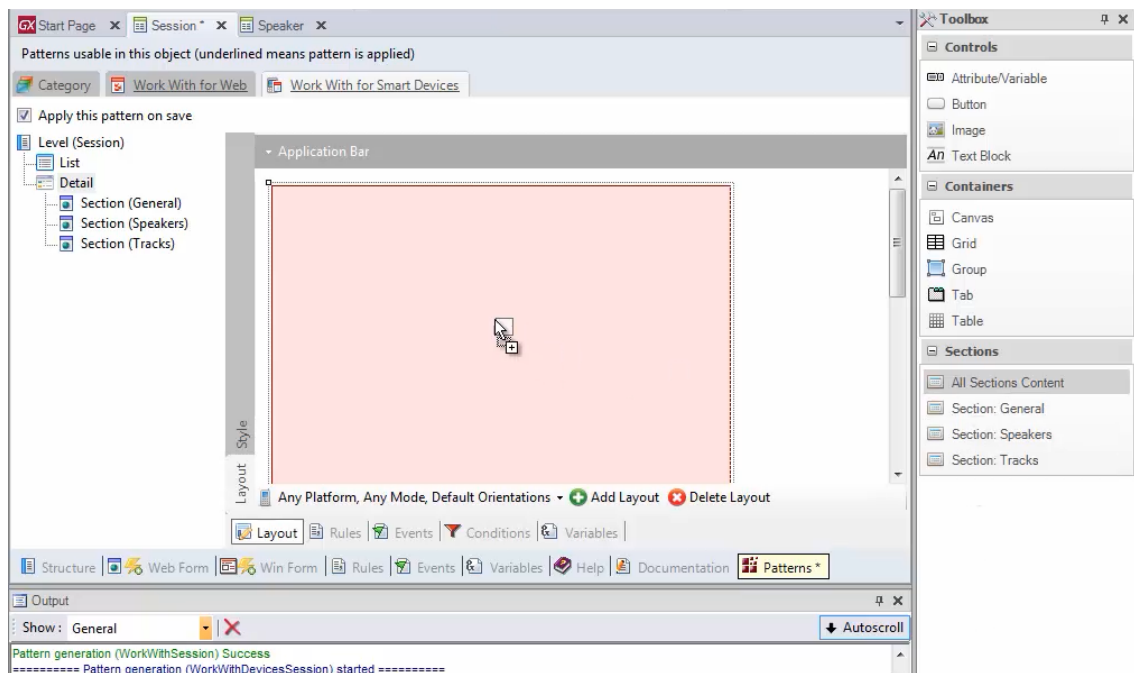 GX Start Page X Session * X Speaker X
Patterns usable in this object (underlined means pattern is applied)
Category Work With for Web Work With for Smart Devices
Apply this pattern on save
Level (Session)
List
Detail
Section (General)
Section (Speakers)
Section (Tracks)
Application Bar
Style
Layout
Any Platform, Any Mode, Default Orientations Add Layout Delete Layout
Layout Rules Events Conditions Variables
Structure Web Form Win Form Rules Events Variables Help Documentation Patterns *
Output
Show: General Autoscroll
Pattern generation (WorkWithSession) Success
========== Pattern generation (WorkWithDevicesSession) started ==========
Toolbox
Controls
Attribute/Variable
Button
Image
An Text Block
Containers
Canvas
Grid
Group
Tab
Table
Sections
All Sections Content
Section: General
Section: Speakers
Section: Tracks